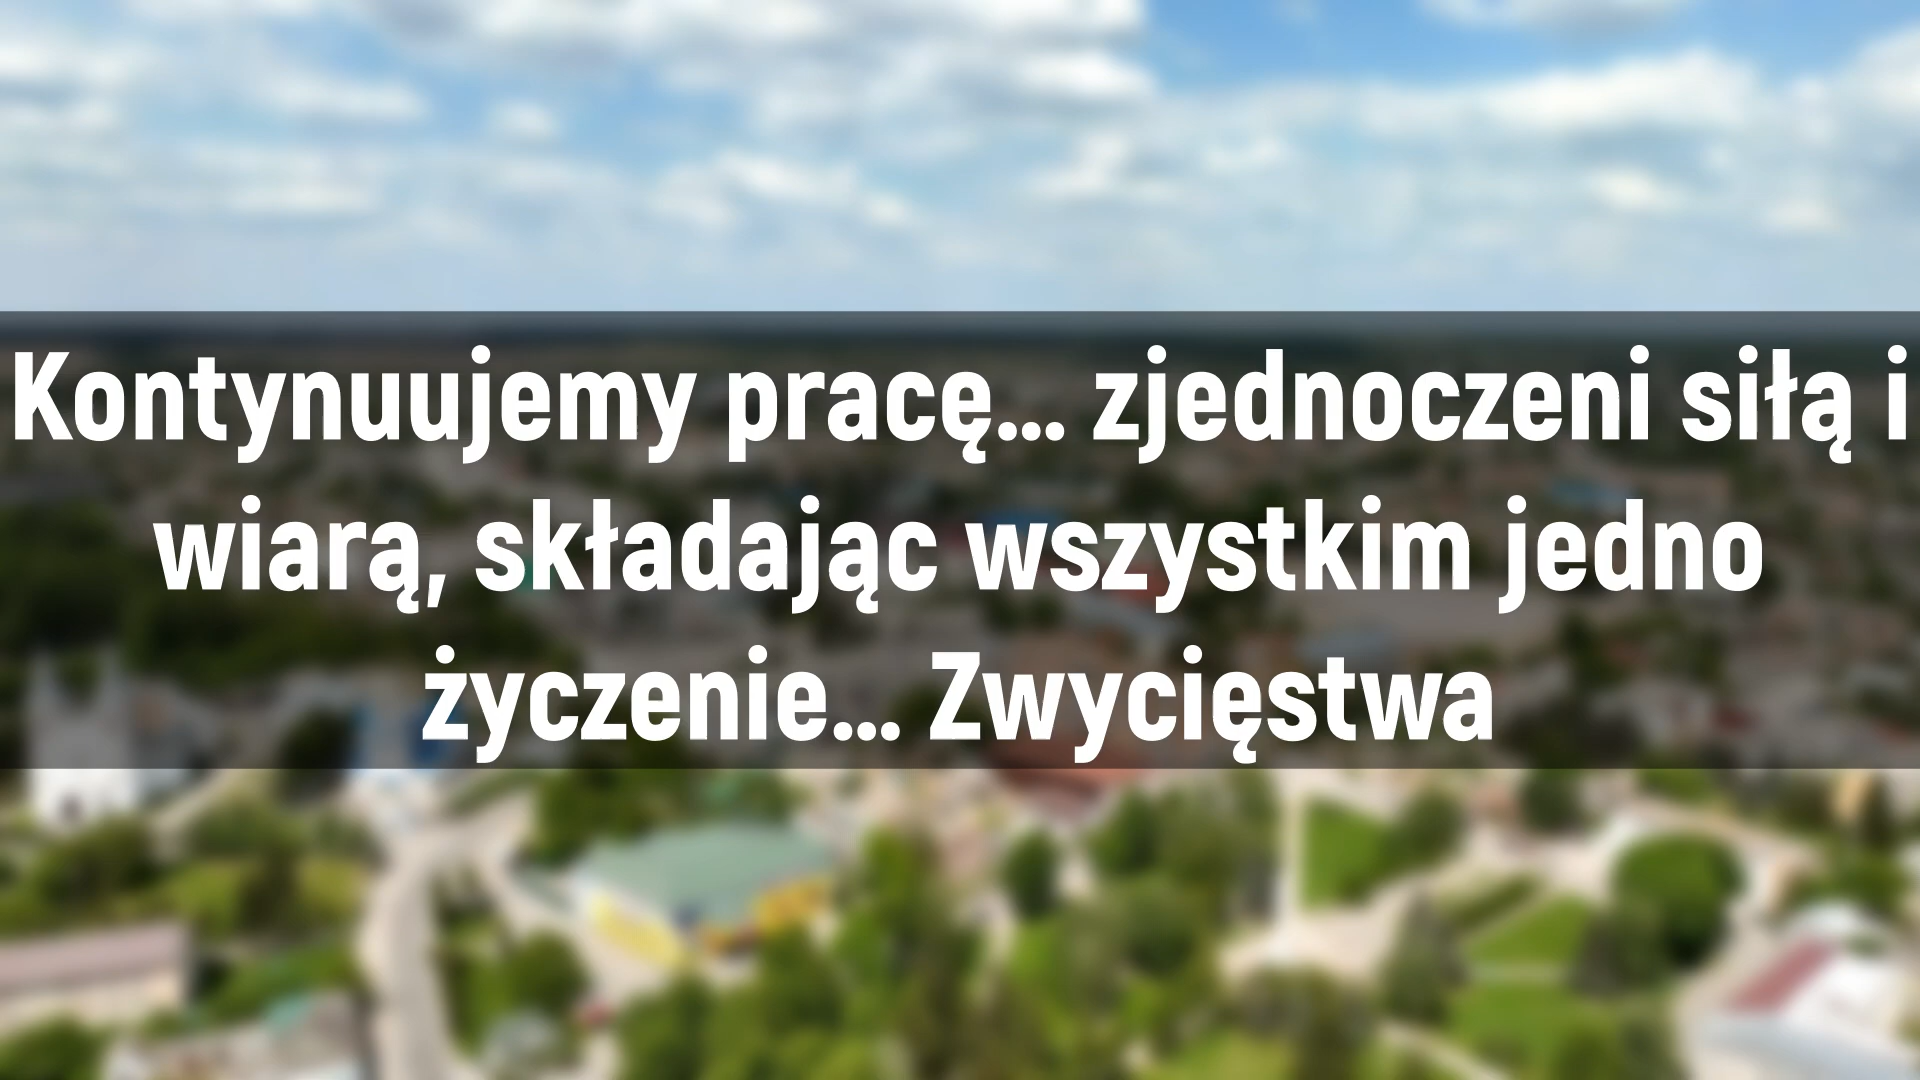 Kontynuujemy pracę... zjednoczeni siłą i
wiarą, składając wszystkim jedno
życzenie... Zwycięstwa